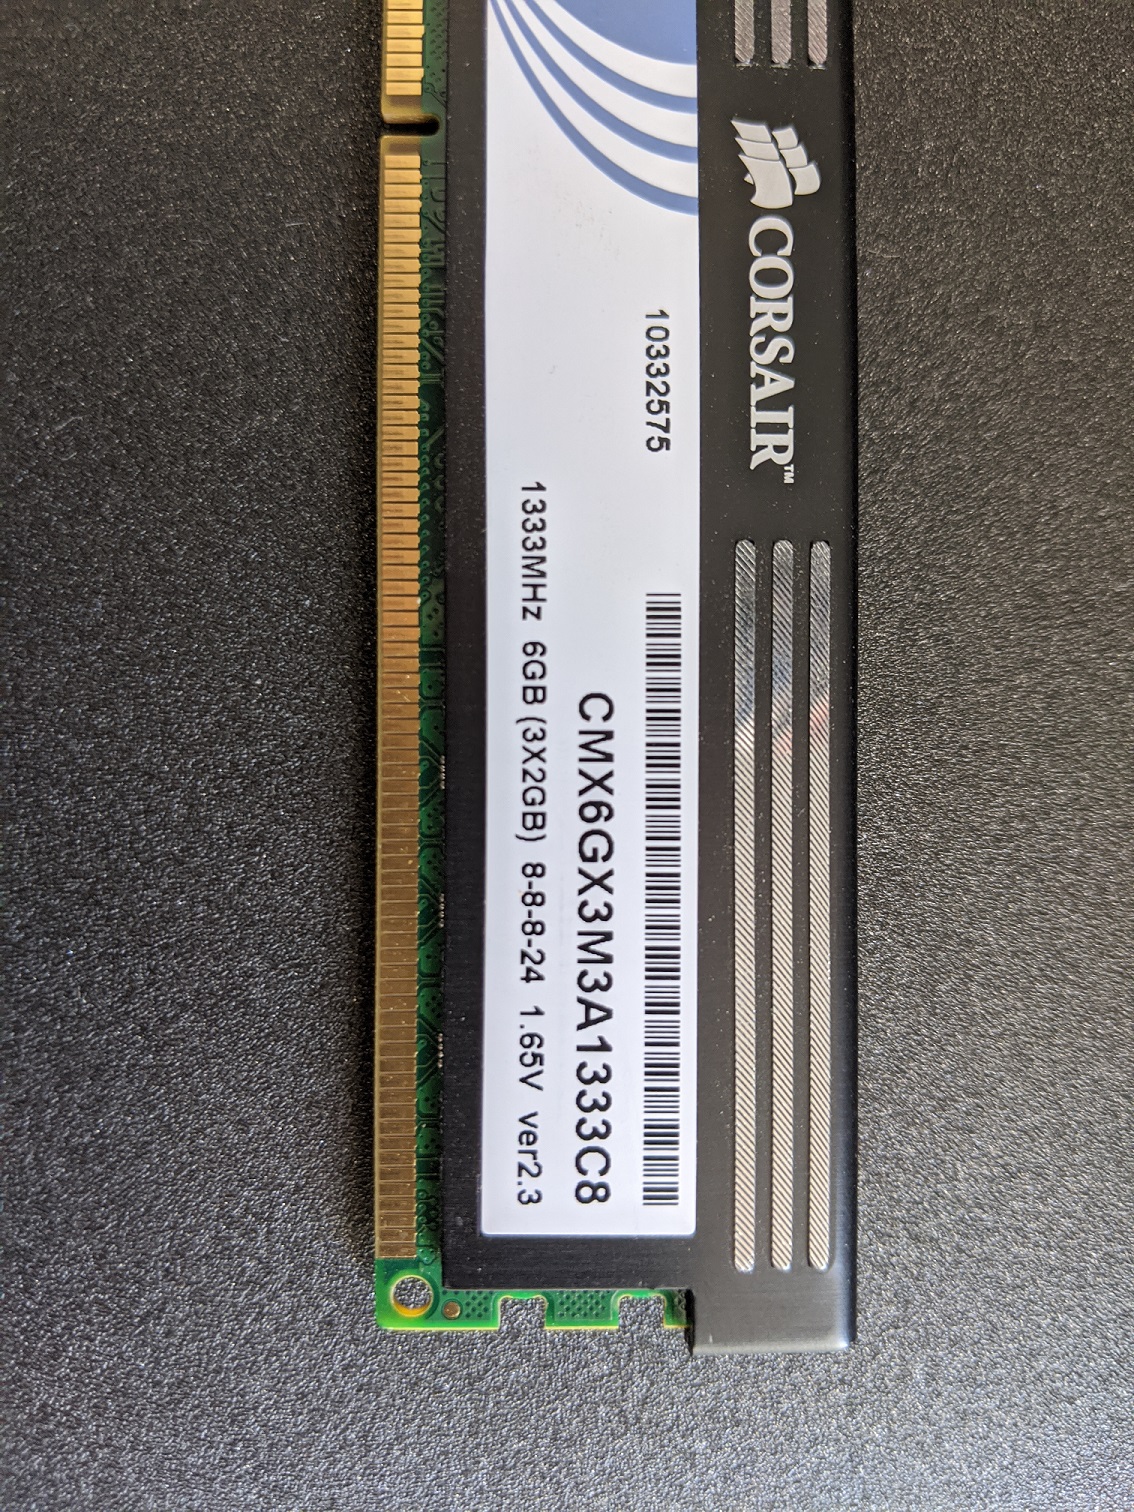 CORSAIR™
10332575
CMX6GX3M3A1333C8
1333MHz 6GB (3X2GB) 8-8-8-24 1.65V ver2.3